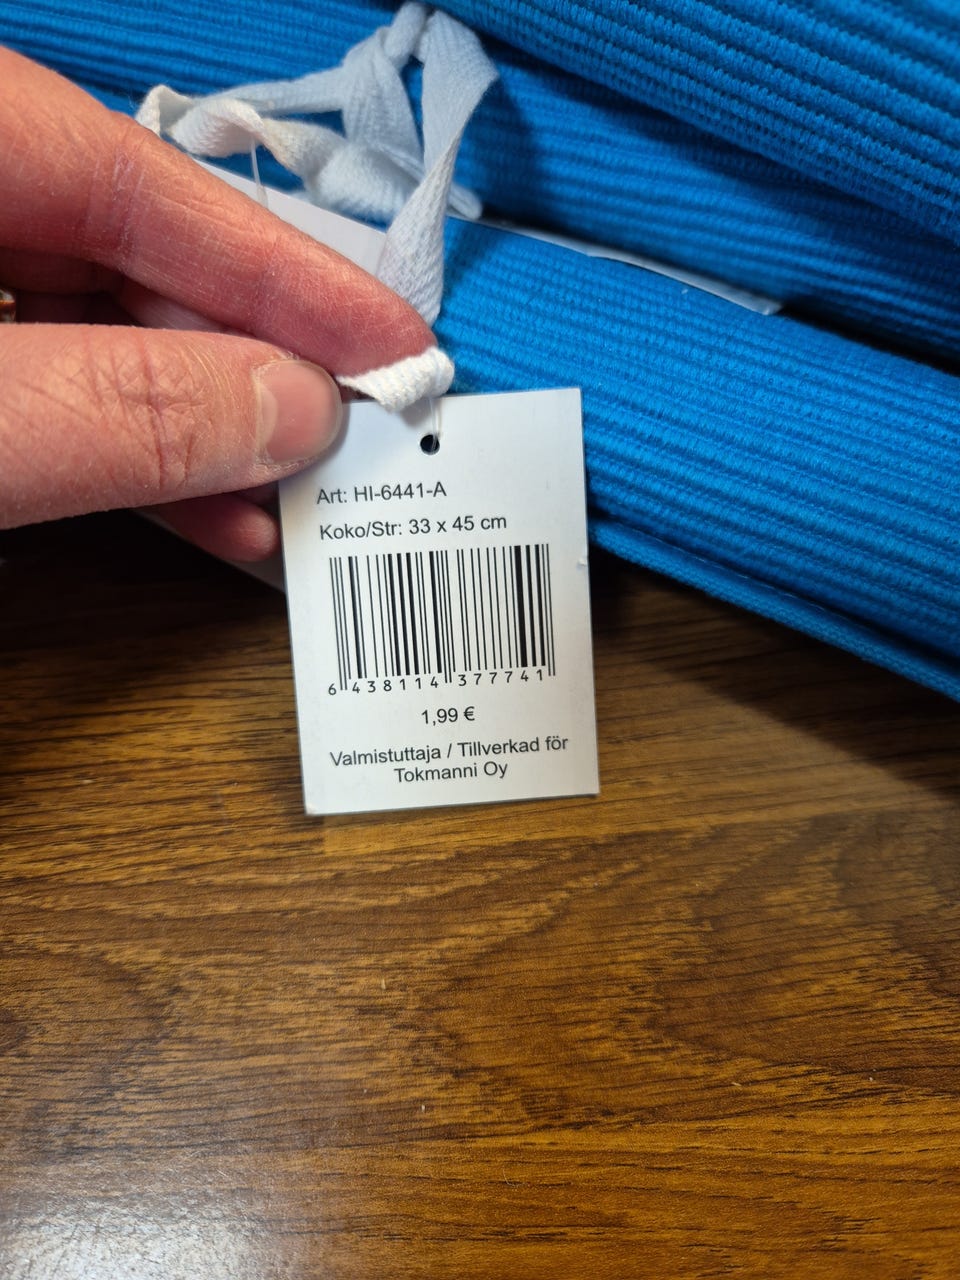 Art: HI-6441-A
Koko/Str: 33 x 45 cm
6 438114 377741
1,99 €
Valmistuttaja / Tillverkad för
Tokmanni Oy